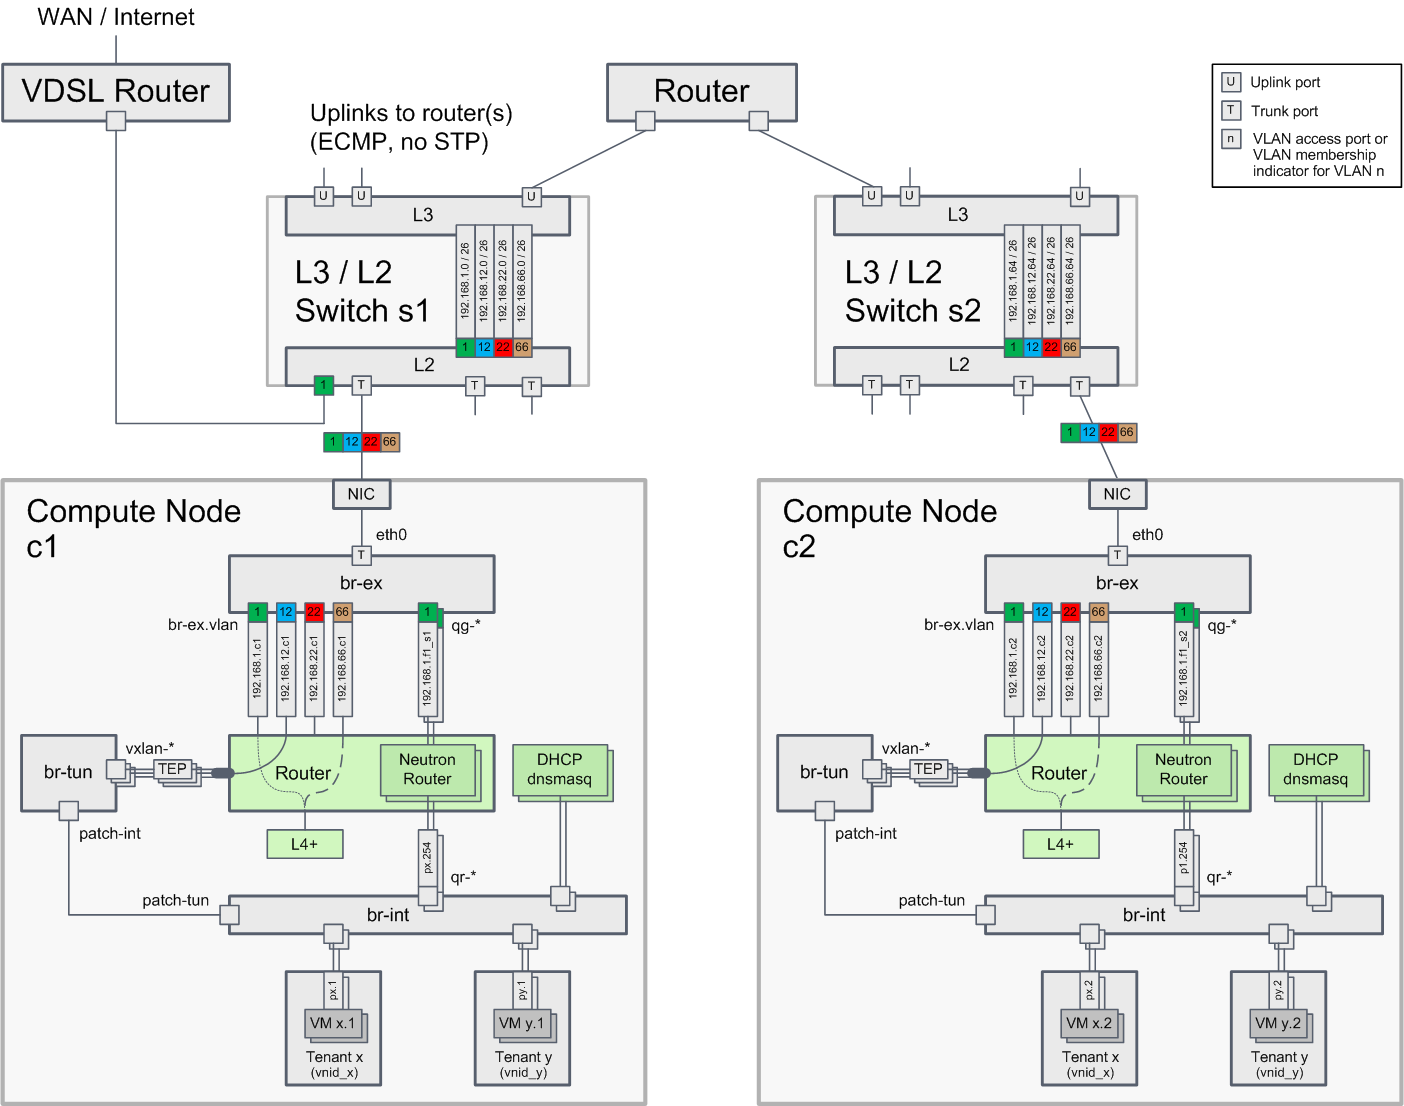 WAN / Internet
VDSL Router
Uplinks to router(s)
(ECMP, no STP)
Router
U Uplink port
T Trunk port
n VLAN access port or
VLAN membership
indicator for VLAN n
U U U
L3
192.168.1.0 / 26
192.168.12.0 / 26
192.168.22.0 / 26
192.168.66.0 / 26
L3 / L2
Switch s1
1 12 22 66
L2
1 T T T
1 12 22 66
U U U
L3
192.168.1.64 / 26
192.168.12.64 / 26
192.168.22.64 / 26
192.168.66.64 / 26
L3 / L2
Switch s2
1 12 22 66
L2
T T T T
1 12 22 66
Compute Node
c1
NIC
eth0
T
br-ex
1 12 22 66 1
br-ex.vlan
qg-*
192.168.1.c1
192.168.12.c1
192.168.22.c1
192.168.66.c1
192.168.1.f1_s1
br-tun
vxlan-*
TEP
Router
Neutron
Router
DHCP
dnsmasq
patch-int
L4+
px.254
qr-*
patch-tun
br-int
px.1
VM x.1
Tenant x
(vnid_x)
py.1
VM y.1
Tenant y
(vnid_y)
Compute Node
c2
NIC
eth0
T
br-ex
1 12 22 66 1
br-ex.vlan
qg-*
192.168.1.c2
192.168.12.c2
192.168.22.c2
192.168.66.c2
192.168.1.f1_s2
br-tun
vxlan-*
TEP
Router
Neutron
Router
DHCP
dnsmasq
patch-int
L4+
p1.254
qr-*
patch-tun
br-int
px.2
VM x.2
Tenant x
(vnid_x)
py.2
VM y.2
Tenant y
(vnid_y)